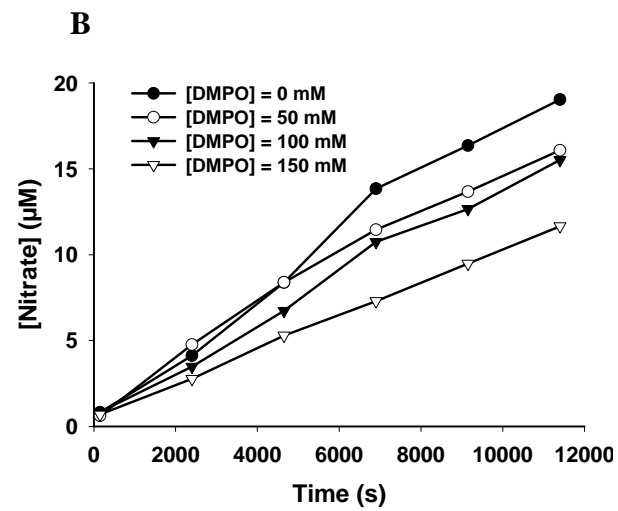 B
20
15
10
5
0
[Nitrate] (µM)
[DMPO] = 0 mM
[DMPO] = 50 mM
[DMPO] = 100 mM
[DMPO] = 150 mM
0 2000 4000 6000 8000 10000 12000
Time (s)